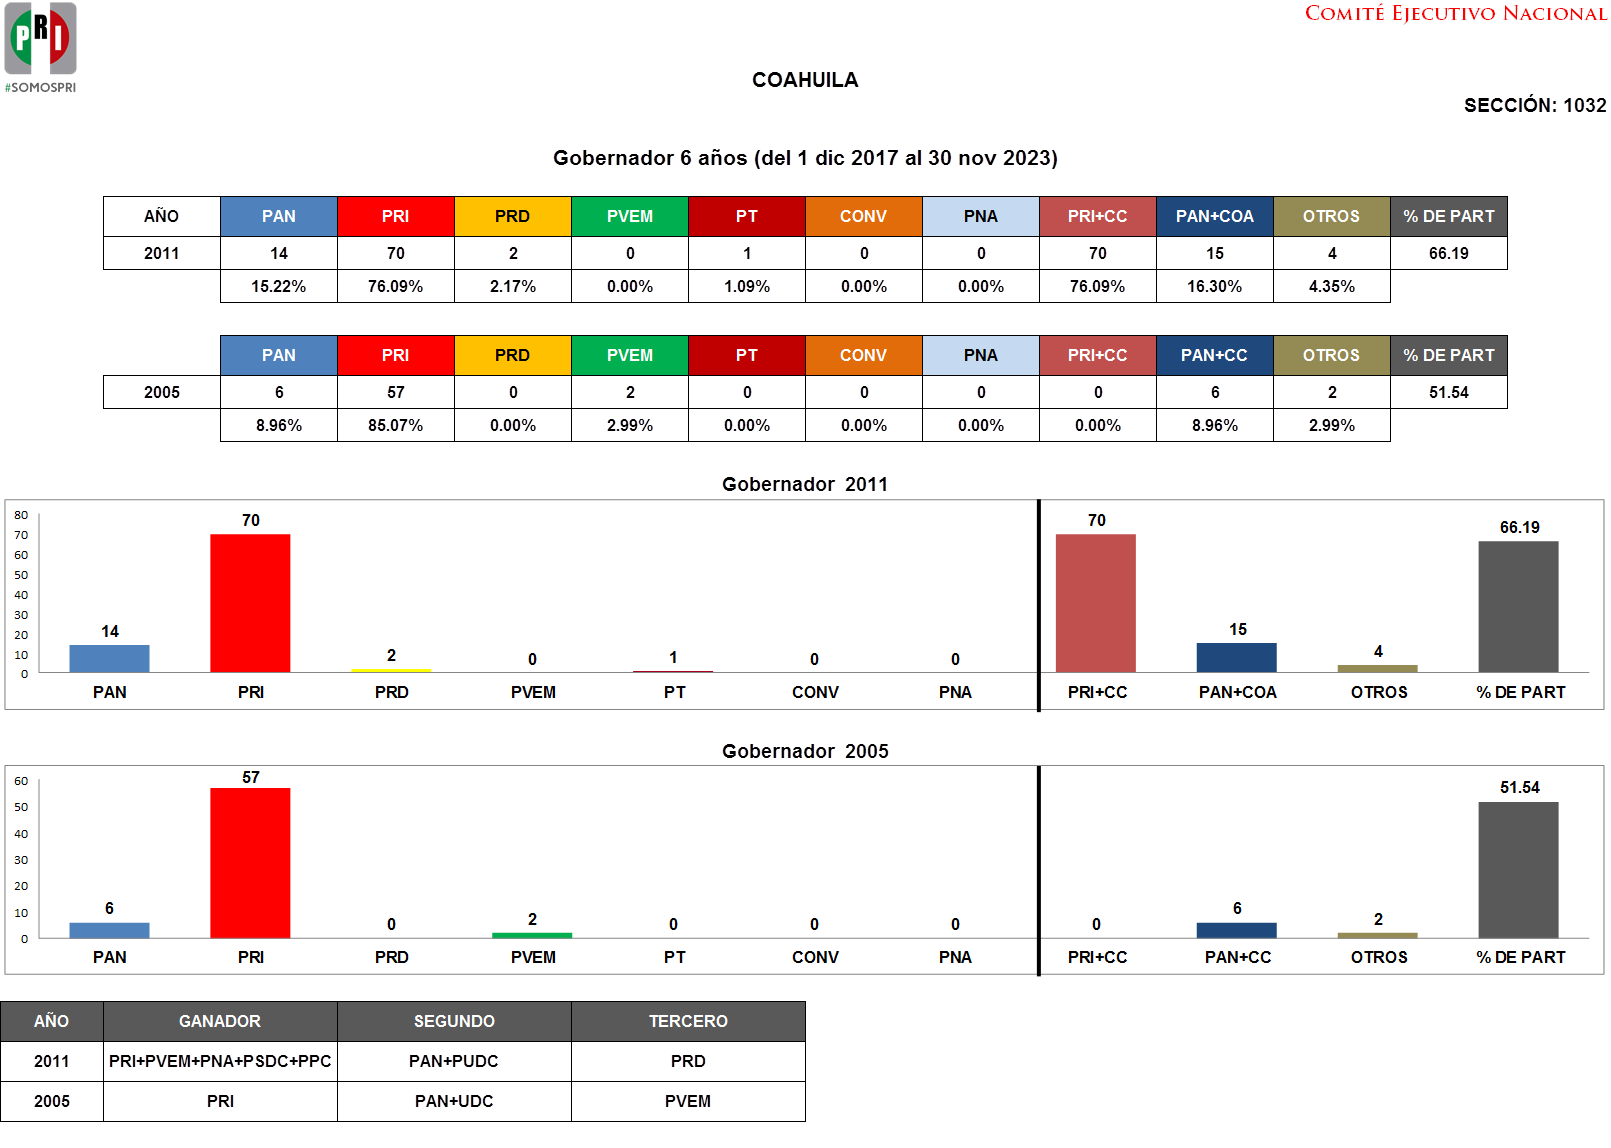 PRI
#SOMOSPRI
COMITÉ EJECUTIVO NACIONAL
COAHUILA
SECCIÓN: 1032
Gobernador 6 años (del 1 dic 2017 al 30 nov 2023)
AÑO PAN PRI PRD PVEM PT CONV PNA PRI+CC PAN+COA OTROS % DE PART
2011 14 70 2 0 1 0 0 70 15 4 66.19
15.22% 76.09% 2.17% 0.00% 1.09% 0.00% 0.00% 76.09% 16.30% 4.35%
PAN PRI PRD PVEM PT CONV PNA PRI+CC PAN+CC OTROS % DE PART
2005 6 57 0 2 0 0 0 0 6 2 51.54
8.96% 85.07% 0.00% 2.99% 0.00% 0.00% 0.00% 0.00% 8.96% 2.99%
Gobernador 2011
80
70
60
50
40
30
20
10
0
14 70 2 0 1 0 0 70 15 4 66.19
PAN PRI PRD PVEM PT CONV PNA PRI+CC PAN+COA OTROS % DE PART
Gobernador 2005
60
50
40
30
20
10
0
6 57 0 2 0 0 0 0 6 2 51.54
PAN PRI PRD PVEM PT CONV PNA PRI+CC PAN+CC OTROS % DE PART
AÑO GANADOR SEGUNDO TERCERO
2011 PRI+PVEM+PNA+PSDC+PPC PAN+PUDC PRD
2005 PRI PAN+UDC PVEM